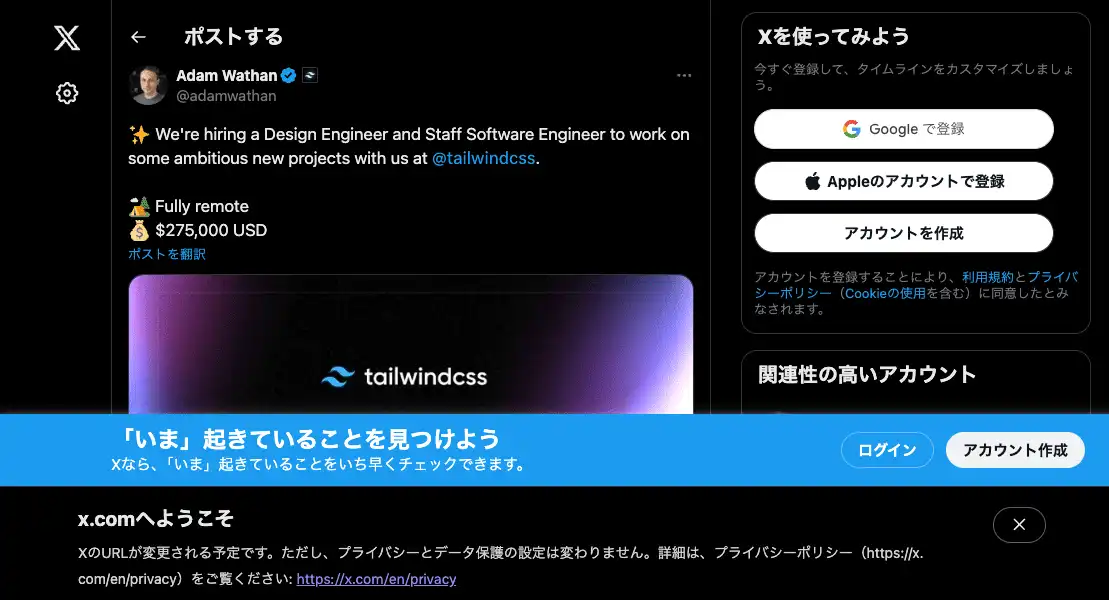 ポストする
Adam Wathan
@adamwathan
✨ We're hiring a Design Engineer and Staff Software Engineer to work on
some ambitious new projects with us at @tailwindcss.
🏕️ Fully remote
💰 $275,000 USD
ポストを翻訳
tailwindcss
Xを使ってみよう
今すぐ登録して、タイムラインをカスタマイズしましょ
う。
Google で登録
Appleのアカウントで登録
アカウントを作成
アカウントを登録することにより、利用規約とプライバ
シーポリシー（Cookieの使用を含む）に同意したとみ
なされます。
関連性の高いアカウント
「いま」起きていることを見つけよう
Xなら、「いま」起きていることをいち早くチェックできます。
ログイン
アカウント作成
x.comへようこそ
XのURLが変更される予定です。ただし、プライバシーとデータ保護の設定は変わりません。詳細は、プライバシーポリシー（https://x.
com/en/privacy）をご覧ください: https://x.com/en/privacy